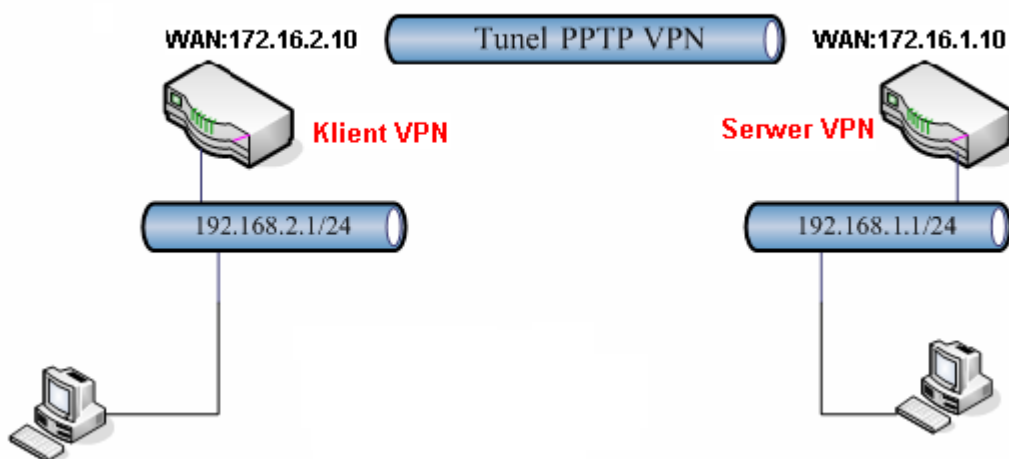 WAN:172.16.2.10
Tunel PPTP VPN
WAN:172.16.1.10
Klient VPN
Serwer VPN
192.168.2.1/24
192.168.1.1/24